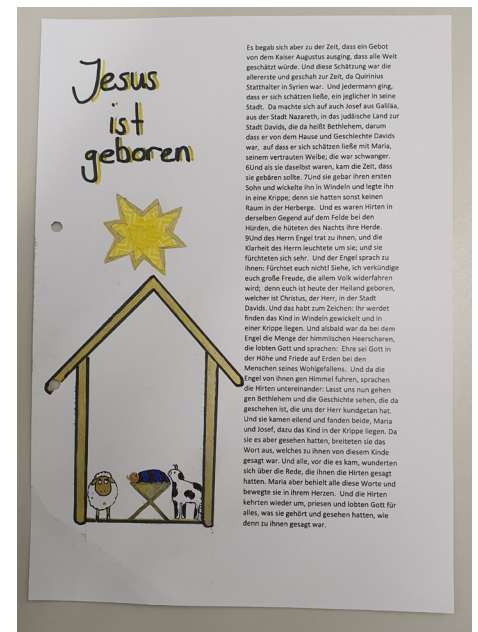 Jesus
ist
geboren
Es begab sich aber zu der Zeit, dass ein Gebot
von dem Kaiser Augustus ausging, dass alle Welt
geschätzt würde. Und diese Schätzung war die
allererste und geschah zur Zeit, da Quirinius
Statthalter in Syrien war. Und jedermann ging,
dass er sich schätzen ließe, ein jeglicher in seine
Stadt. Da machte sich auf auch Josef aus Galiläa,
aus der Stadt Nazareth, in das judäische Land zur
Stadt Davids, die da heißt Bethlehem, darum
dass er von dem Hause und Geschlechte Davids
war, auf dass er sich schätzen ließe mit Maria,
seinem vertrauten Weibe; die war schwanger.
6Und als sie daselbst waren, kam die Zeit, dass
sie gebären sollte. 7Und sie gebar ihren ersten
Sohn und wickelte ihn in Windeln und legte ihn
in eine Krippe; denn sie hatten sonst keinen
Raum in der Herberge. Und es waren Hirten in
derselben Gegend auf dem Felde bei den
Hürden, die hüteten des Nachts ihre Herde.
9Und des Herrn Engel trat zu ihnen, und die
Klarheit des Herrn leuchtete um sie; und sie
fürchteten sich sehr. Und der Engel sprach zu
ihnen: Fürchtet euch nicht! Siehe, ich verkündige
euch große Freude, die allem Volk widerfahren
wird; denn euch ist heute der Heiland geboren,
welcher ist Christus, der Herr, in der Stadt
Davids. Und das habt zum Zeichen: Ihr werdet
finden das Kind in Windeln gewickelt und in
einer Krippe liegen. Und alsbald war da bei dem
Engel die Menge der himmlischen Heerscharen,
die lobten Gott und sprachen: Ehre sei Gott in
der Höhe und Friede auf Erden bei den
Menschen seines Wohlgefallens. Und da die
Engel von ihnen gen Himmel fuhren, sprachen
die Hirten untereinander: Lasst uns nun gehen
gen Bethlehem und die Geschichte sehen, die da
geschehen ist, die uns der Herr kundgetan hat.
Und sie kamen eilend und fanden beide, Maria
und Josef, dazu das Kind in der Krippe liegen. Da
sie es aber gesehen hatten, breiteten sie das
Wort aus, welches zu ihnen von diesem Kinde
gesagt war. Und alle, vor die es kam, wunderten
sich über die Rede, die ihnen die Hirten gesagt
hatten. Maria aber behielt alle diese Worte und
bewegte sie in ihrem Herzen. Und die Hirten
kehrten wieder um, priesen und lobten Gott für
alles, was sie gehört und gesehen hatten, wie
denn zu ihnen gesagt war.